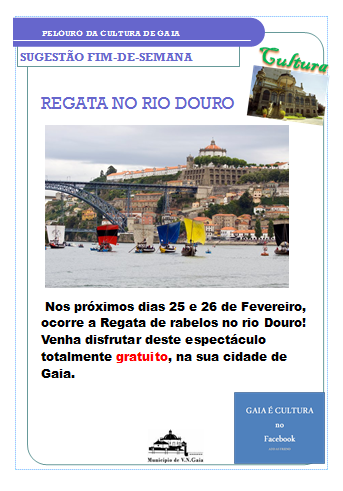 PELOURO DA CULTURA DE GAIA
SUGESTÃO FIM-DE-SEMANA
Cultura
REGATA NO RIO DOURO
Nos próximos dias 25 e 26 de Fevereiro,
ocorre a Regata de rabelos no rio Douro!
Venha disfrutar deste espectáculo
totalmente gratuito, na sua cidade de
Gaia.
GAIA É CULTURA
no
Facebook
Município de V.N.Gaia